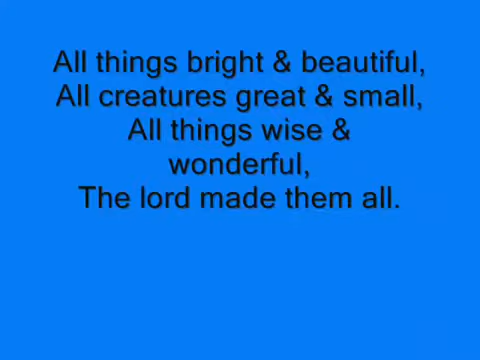 All things bright & beautiful,
All creatures great & small,
All things wise &
wonderful,
The lord made them all.